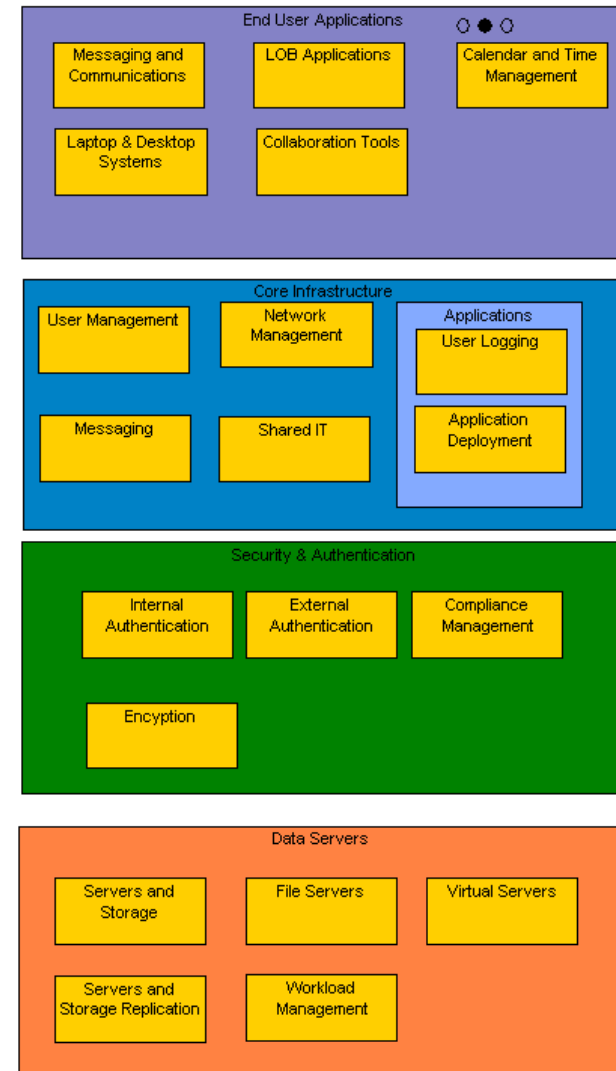 End User Applications
Messaging and
Communications
LOB Applications
Calendar and Time
Management
Laptop & Desktop
Systems
Collaboration Tools
Core Infrastructure
User Management
Network
Management
Applications
User Logging
Messaging
Shared IT
Application
Deployment
Security & Authentication
Internal
Authentication
External
Authentication
Compliance
Management
Encyption
Data Servers
Servers and
Storage
File Servers
Virtual Servers
Servers and
Storage Replication
Workload
Management